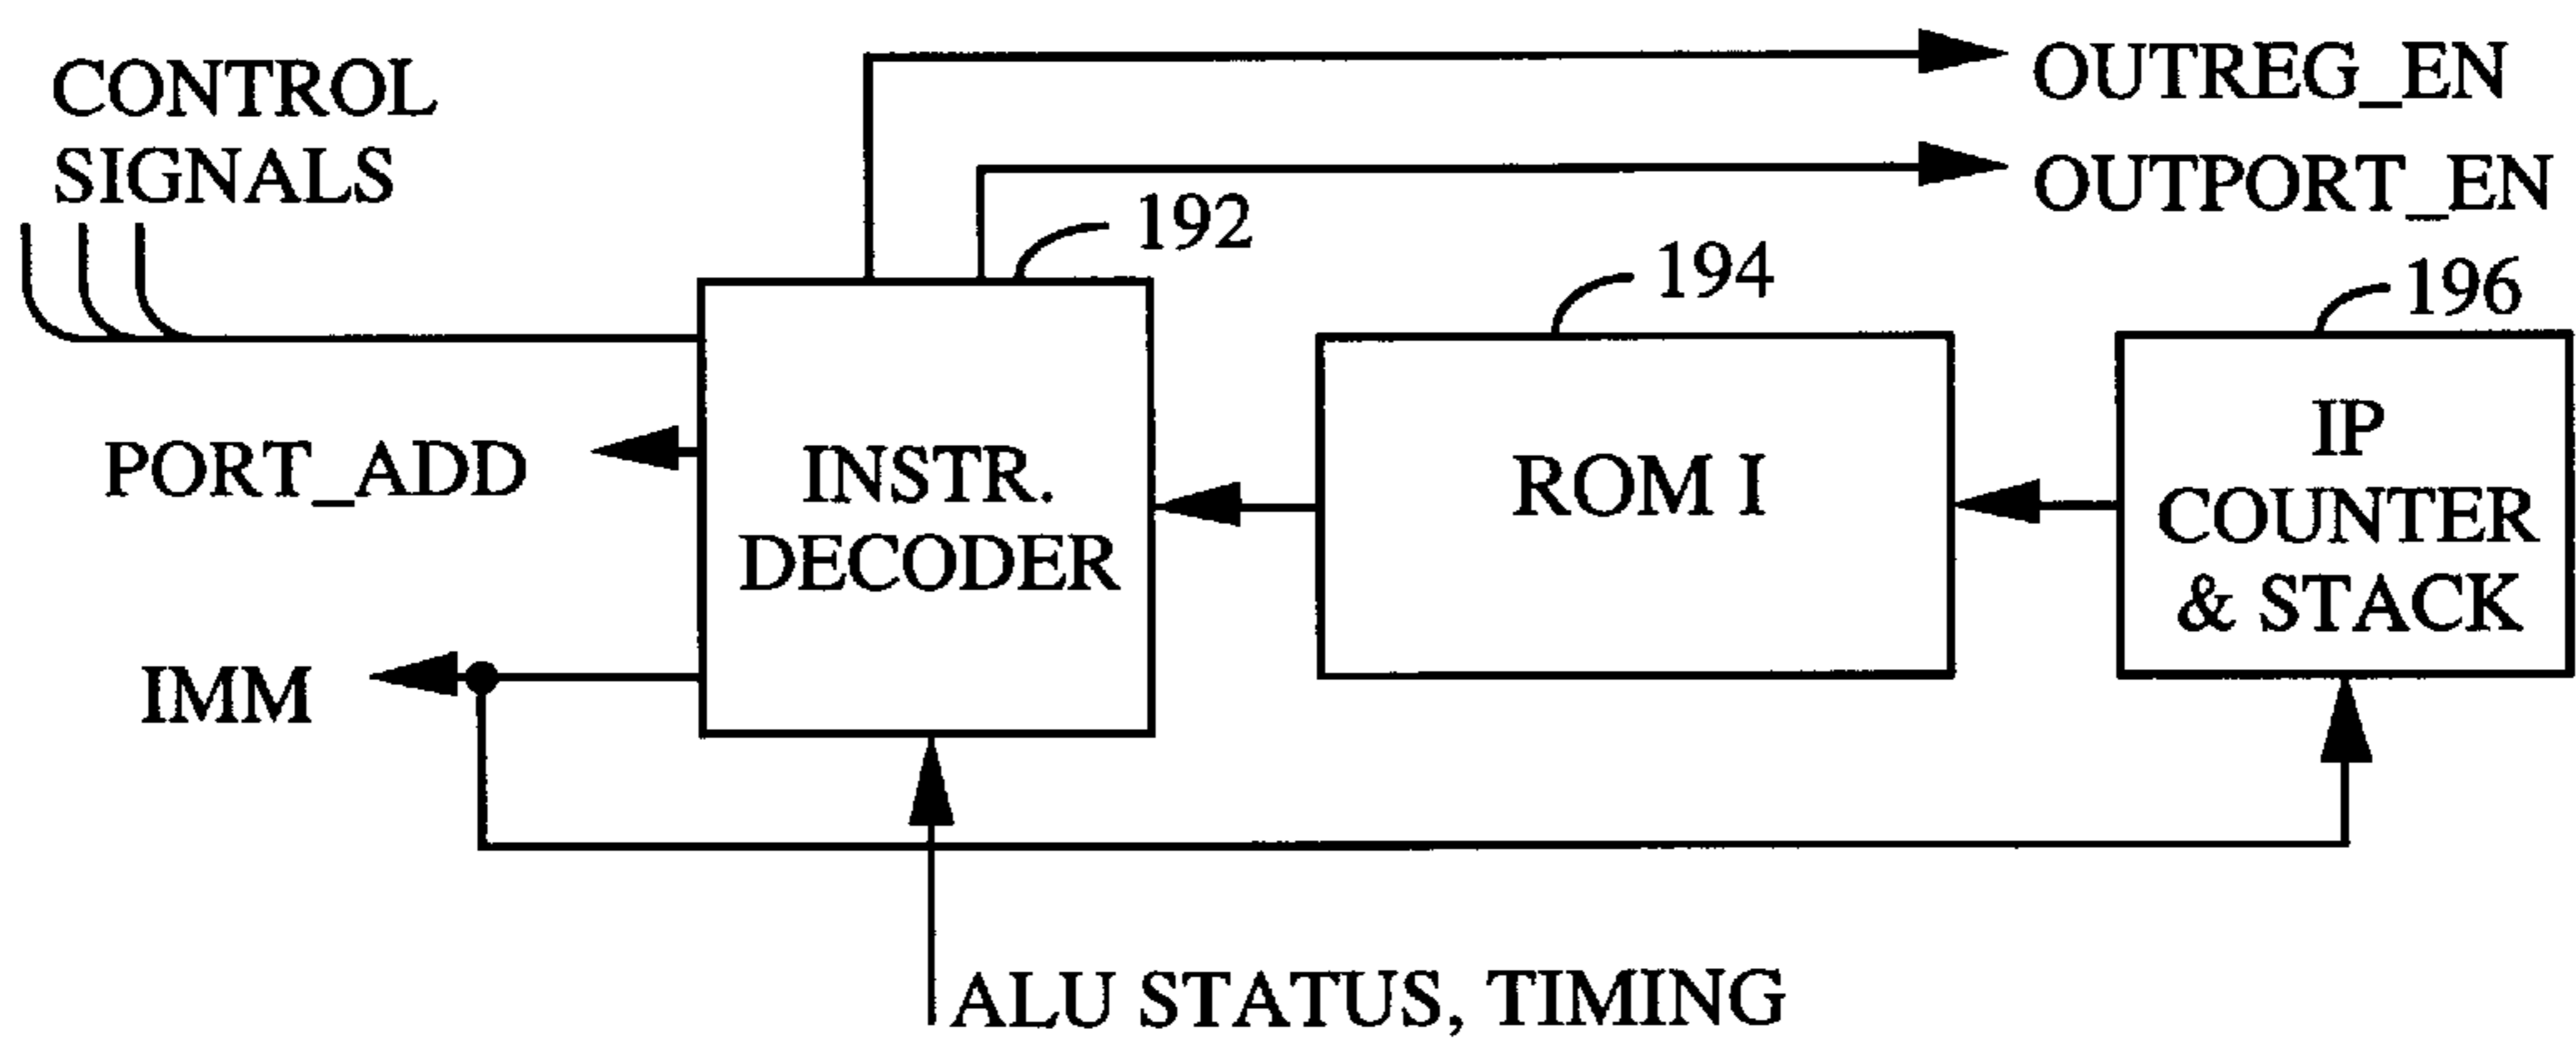 CONTROL
SIGNALS
OUTREG_EN
OUTPORT_EN
192
194
196
PORT_ADD
INSTR.
DECODER
ROM I
IP
COUNTER
& STACK
IMM
ALU STATUS, TIMING